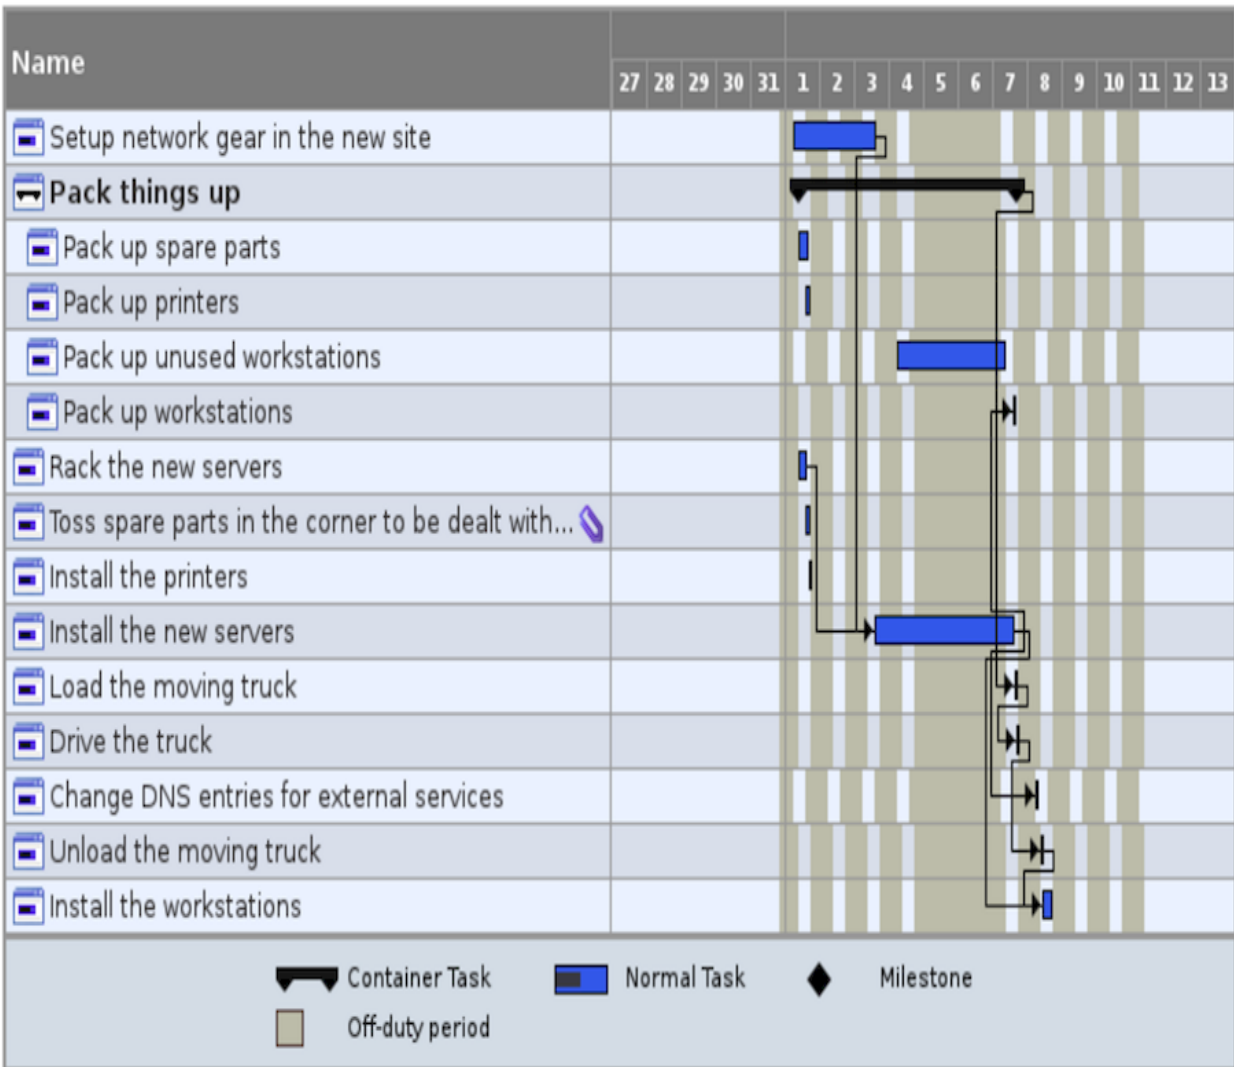 Name
27 28 29 30 31 1 2 3 4 5 6 7 8 9 10 11 12 13
Setup network gear in the new site
Pack things up
Pack up spare parts
Pack up printers
Pack up unused workstations
Pack up workstations
Rack the new servers
Toss spare parts in the corner to be dealt with...
Install the printers
Install the new servers
Load the moving truck
Drive the truck
Change DNS entries for external services
Unload the moving truck
Install the workstations
Container Task Normal Task Milestone
Off-duty period